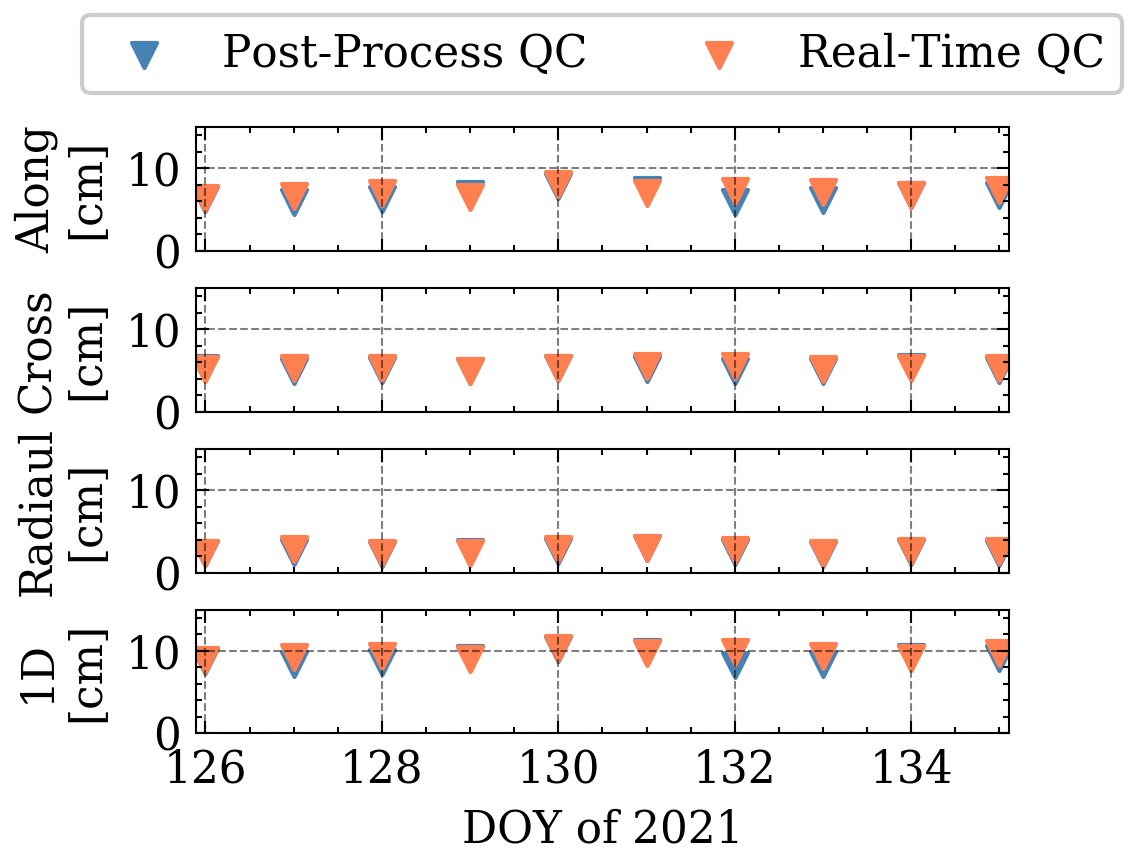 Post-Process QC
Real-Time QC
Along
[cm]
10
0
Cross
[cm]
10
0
Radiaul
[cm]
10
0
1D
[cm]
10
0
126 128 130 132 134
DOY of 2021